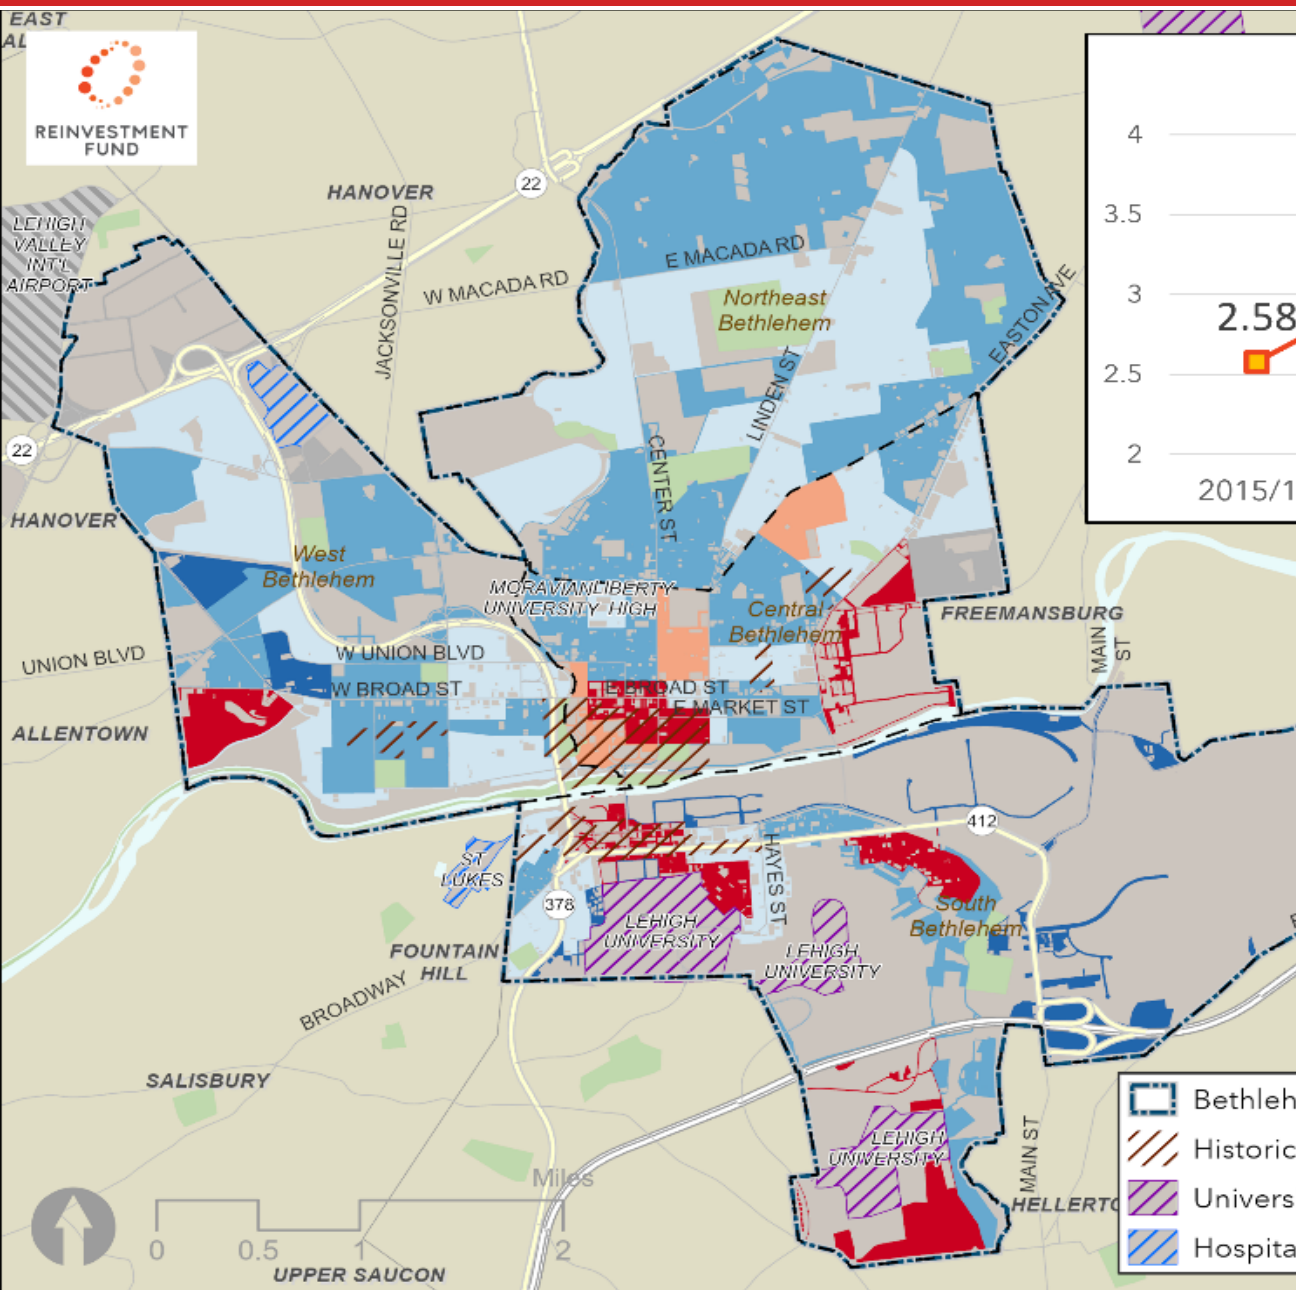 EAST
AL
REINVESTMENT
FUND
4
22
HANOVER
LEHIGH
VALLEY
INT'L
AIRPORT
JACKSONVILLE RD
W MACADA RD
E MACADA RD
3.5
Northeast
Bethlehem
3
EASTON AVE
2.58
2.5
LINDEN ST
22
CENTER ST
2
2015/1
HANOVER
West
Bethlehem
MORAVIAN
UNIVERSITY
LIBERTY
HIGH
Central
Bethlehem
FREEMANSBURG
MAIN
ST
UNION BLVD
W UNION BLVD
W BROAD ST
E BROAD ST
E MARKET ST
ALLENTOWN
412
ST
LUKES
HAYES ST
378
LEHIGH
UNIVERSITY
South
Bethlehem
LEHIGH
UNIVERSITY
FOUNTAIN
HILL
BROADWAY
SALISBURY
LEHIGH
UNIVERSITY
MAIN ST
HELLERTO
Bethleh
Historic
Univers
Hospita
Miles
0
0.5
1
2
UPPER SAUCON